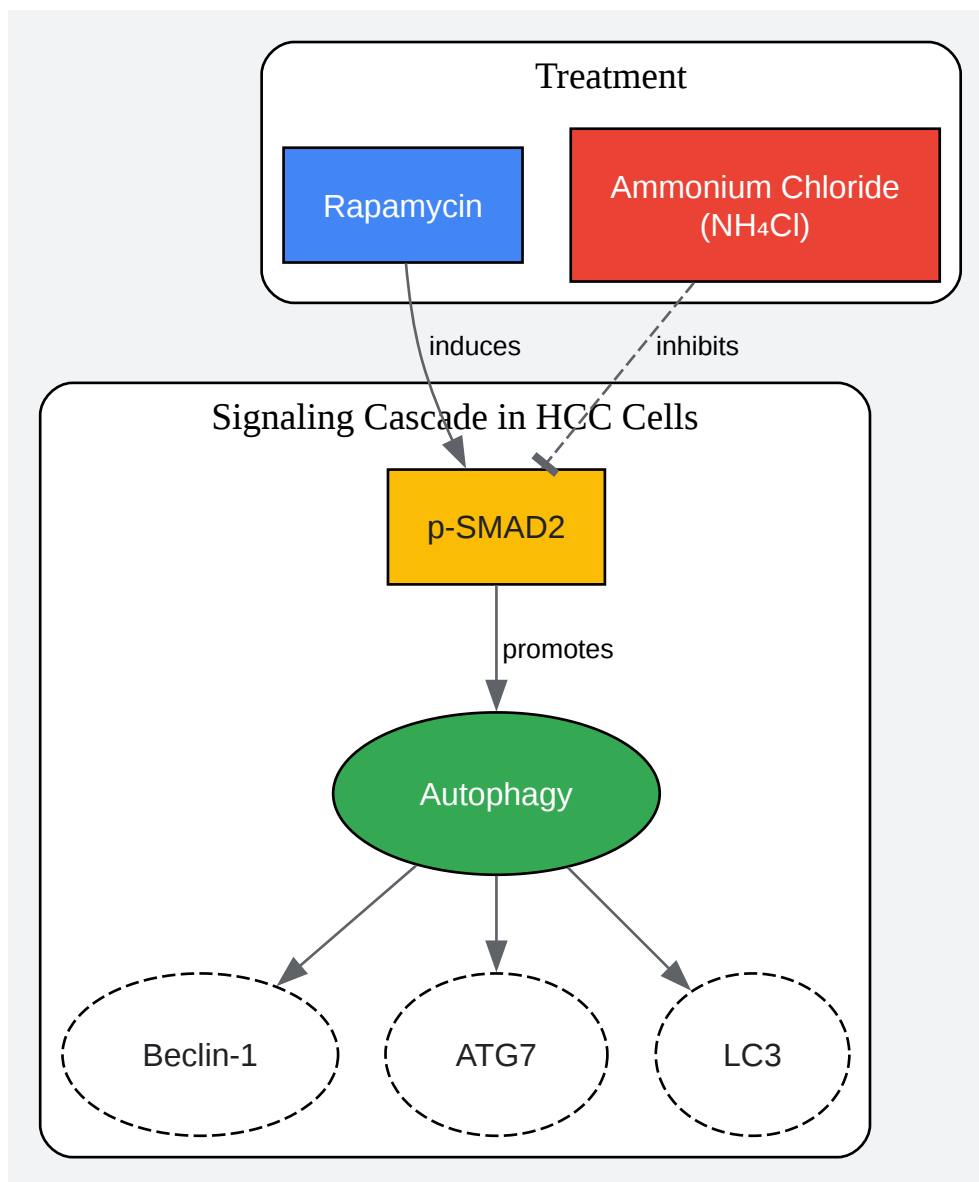 Treatment
Rapamycin
Ammonium Chloride
(NH₄Cl)
induces
inhibits
Signaling Cascade in HCC Cells
p-SMAD2
promotes
Autophagy
Beclin-1
ATG7
LC3